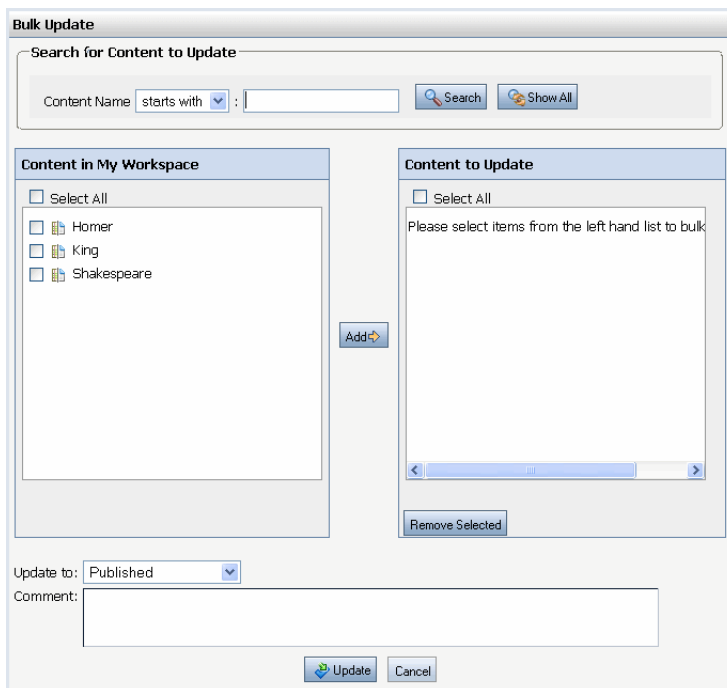 Bulk Update
Search for Content to Update
Content Name starts with : Search Show All
Content in My Workspace
Select All
Homer
King
Shakespeare
Add
Content to Update
Select All
Please select items from the left hand list to bulk
Remove Selected
Update to: Published
Comment:
Update Cancel